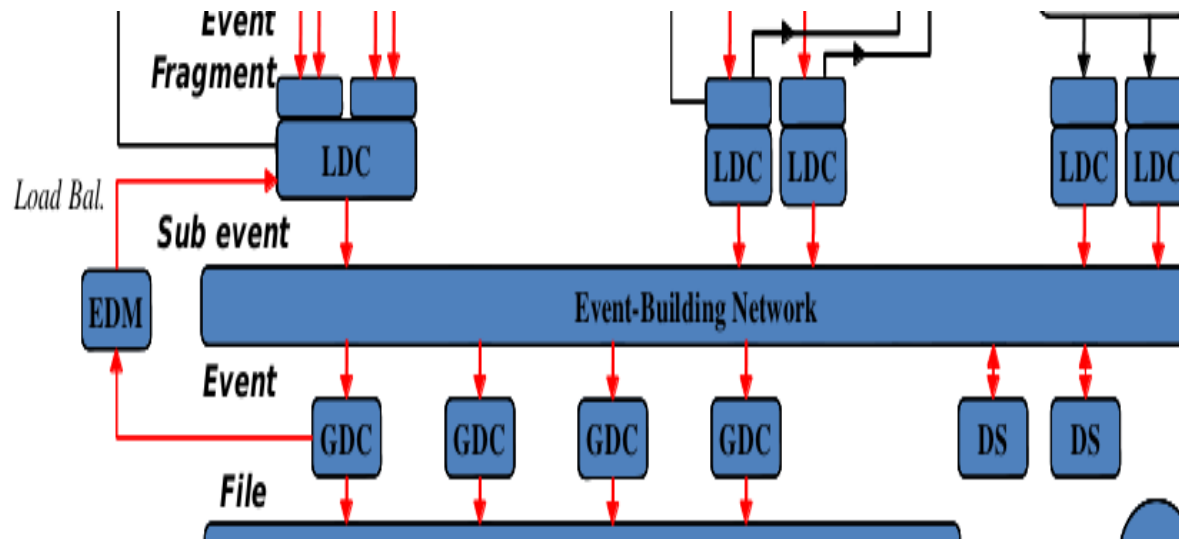 Event
Fragment
LDC
LDC
LDC
LDC
LDC
Load Bal.
Sub event
EDM
Event-Building Network
Event
GDC
GDC
GDC
GDC
DS
DS
File